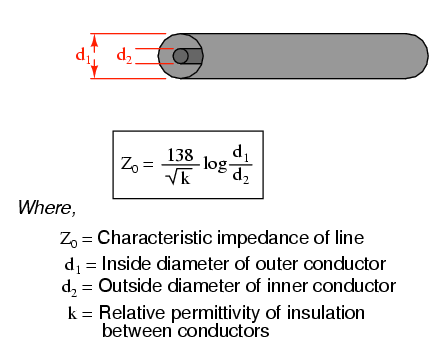 d₁ d₂
Z₀ = 138/√k log d₁/d₂
Where,
Z₀ = Characteristic impedance of line
d₁ = Inside diameter of outer conductor
d₂ = Outside diameter of inner conductor
k = Relative permittivity of insulation
between conductors